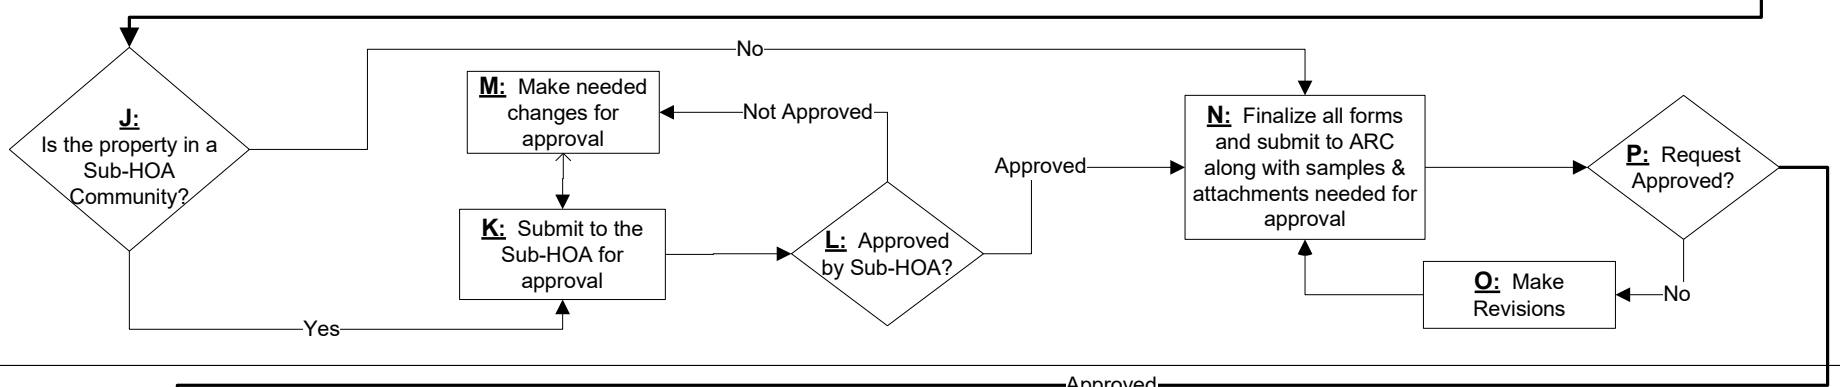 No
J:
Is the property in a
Sub-HOA
Community?
M: Make needed
changes for
approval
Not Approved
K: Submit to the
Sub-HOA for
approval
Yes
L: Approved
by Sub-HOA?
Approved
N: Finalize all forms
and submit to ARC
along with samples &
attachments needed for
approval
P: Request
Approved?
O: Make
Revisions
No
Approved